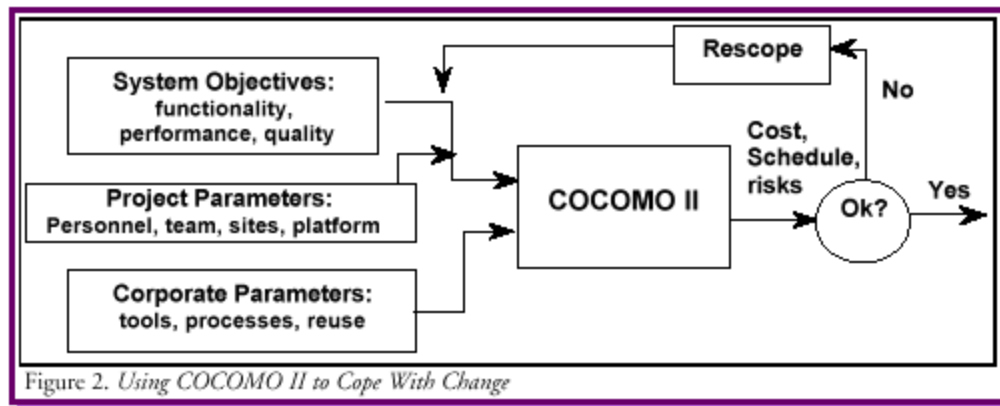 System Objectives:
functionality,
performance, quality
Project Parameters:
Personnel, team, sites, platform
Corporate Parameters:
tools, processes, reuse
COCOMO II
Rescope
Cost,
Schedule,
risks
Ok?
No
Yes
Figure 2. Using COCOMO II to Cope With Change